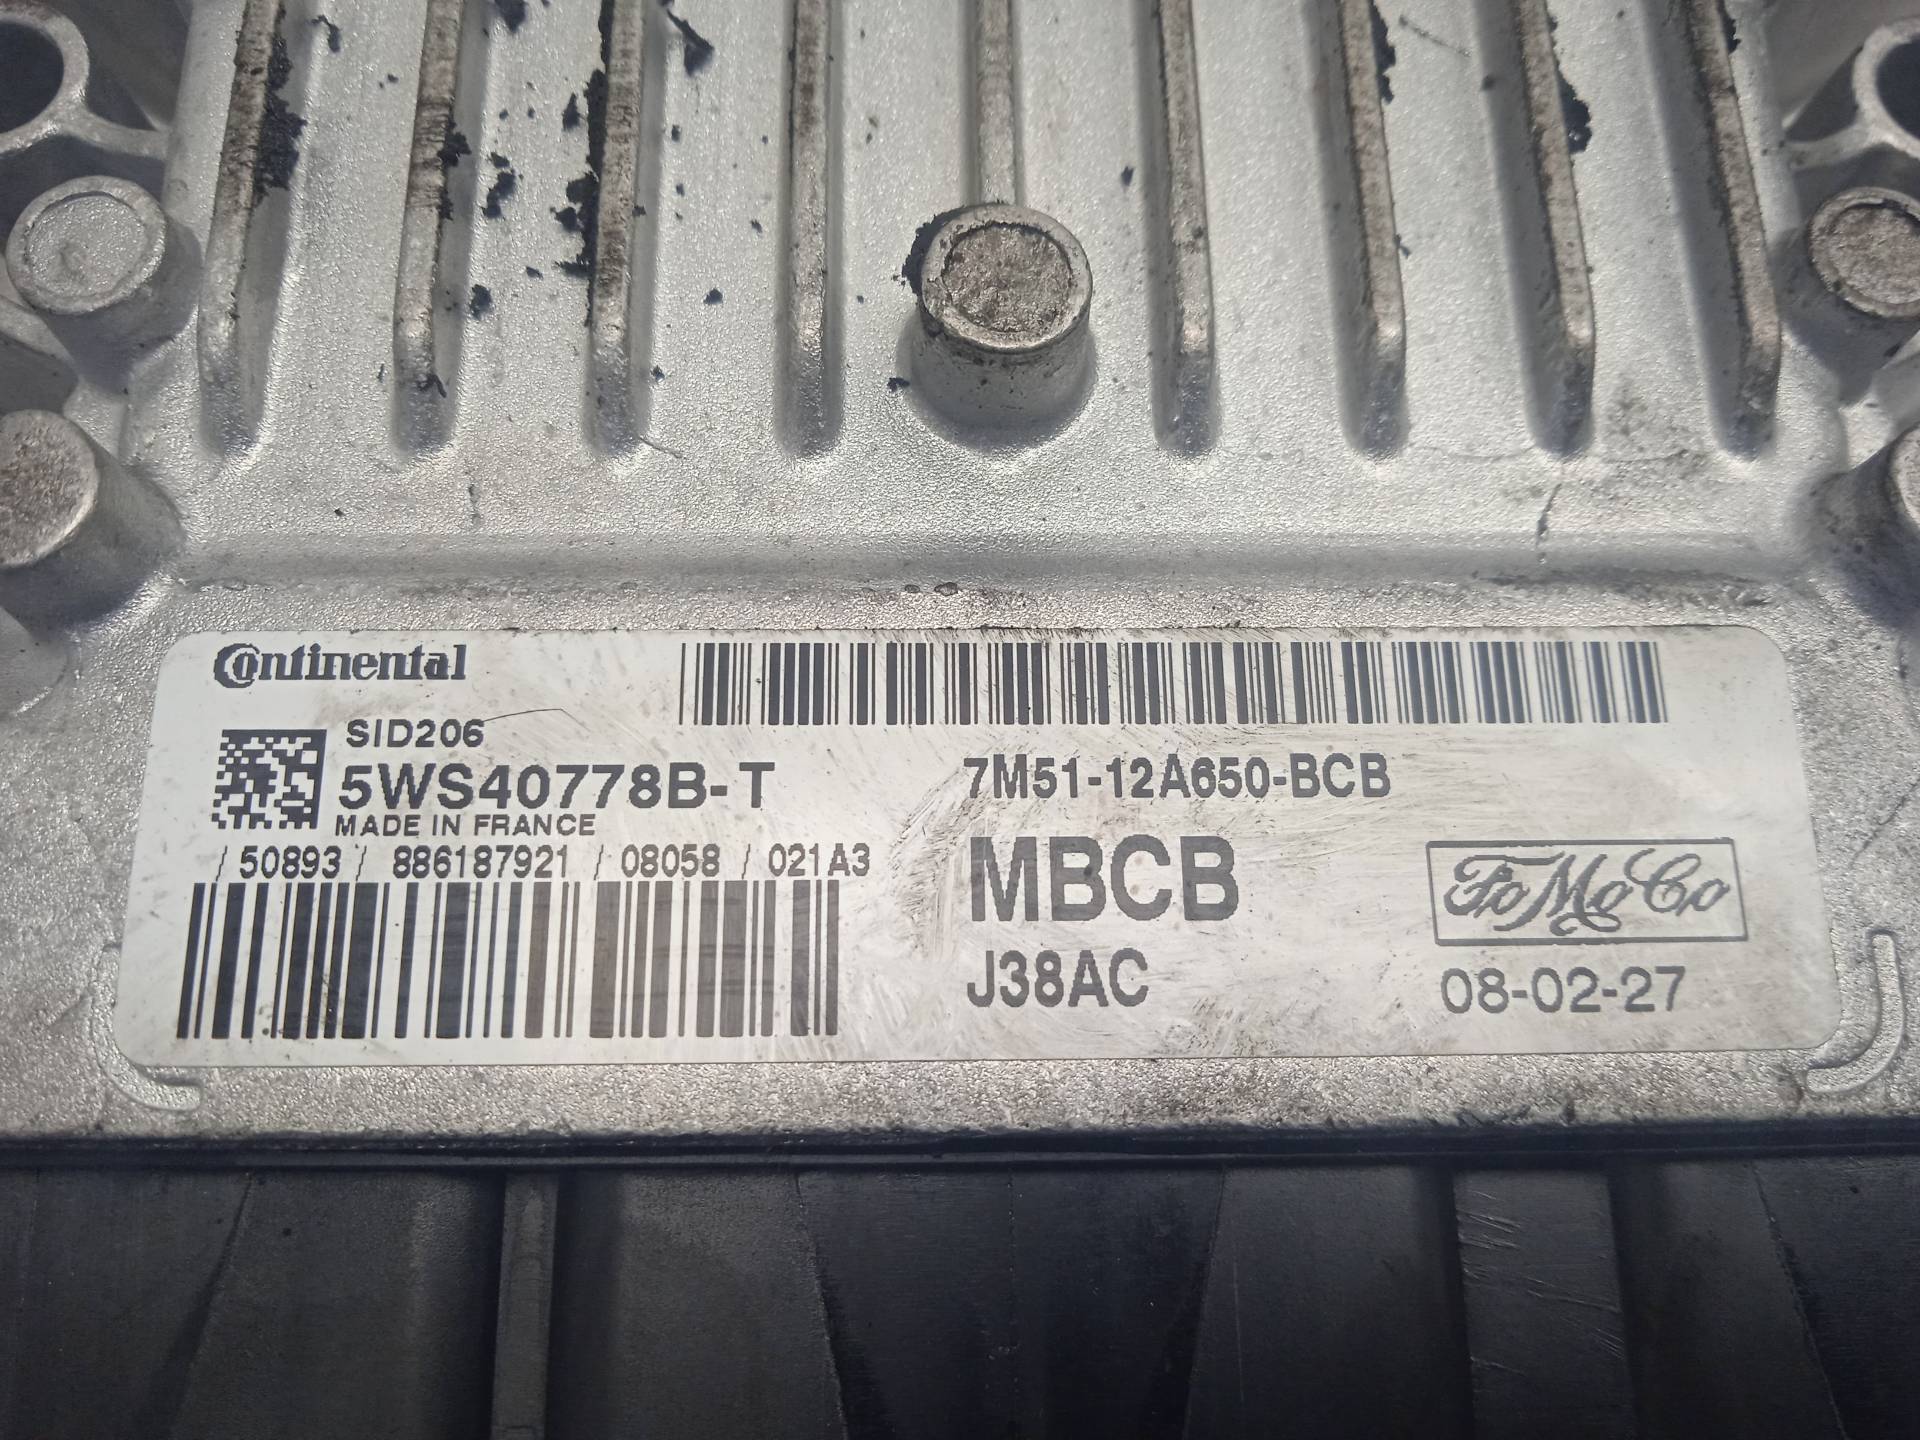 Continental
SID206
5WS40778B-T
MADE IN FRANCE
/ 50893 / 886187921 / 08058 / 021A3
7M51-12A650-BCB
MBCB
J38AC
FoMoCo
08-02-27